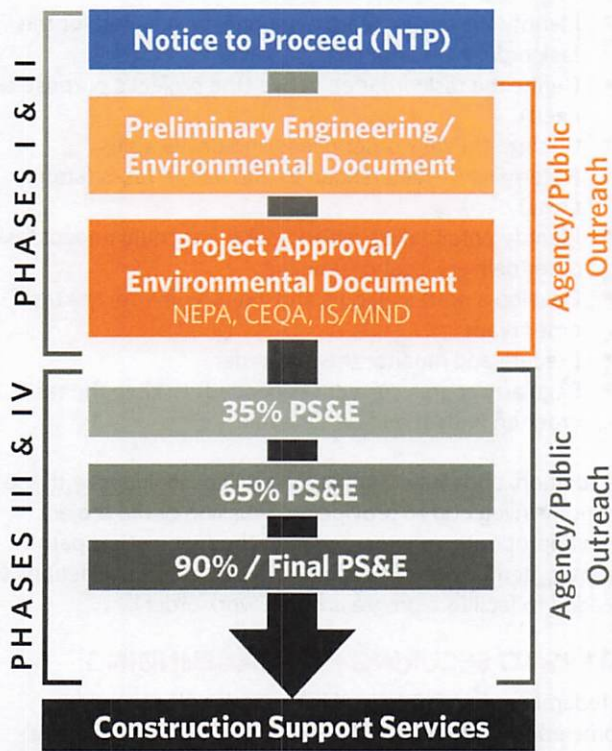 Notice to Proceed (NTP)
PHASES I & II
Preliminary Engineering/
Environmental Document
Project Approval/
Environmental Document
NEPA, CEQA, IS/MND
Agency/Public
Outreach
PHASES III & IV
35% PS&E
65% PS&E
90% / Final PS&E
Agency/Public
Outreach
Construction Support Services